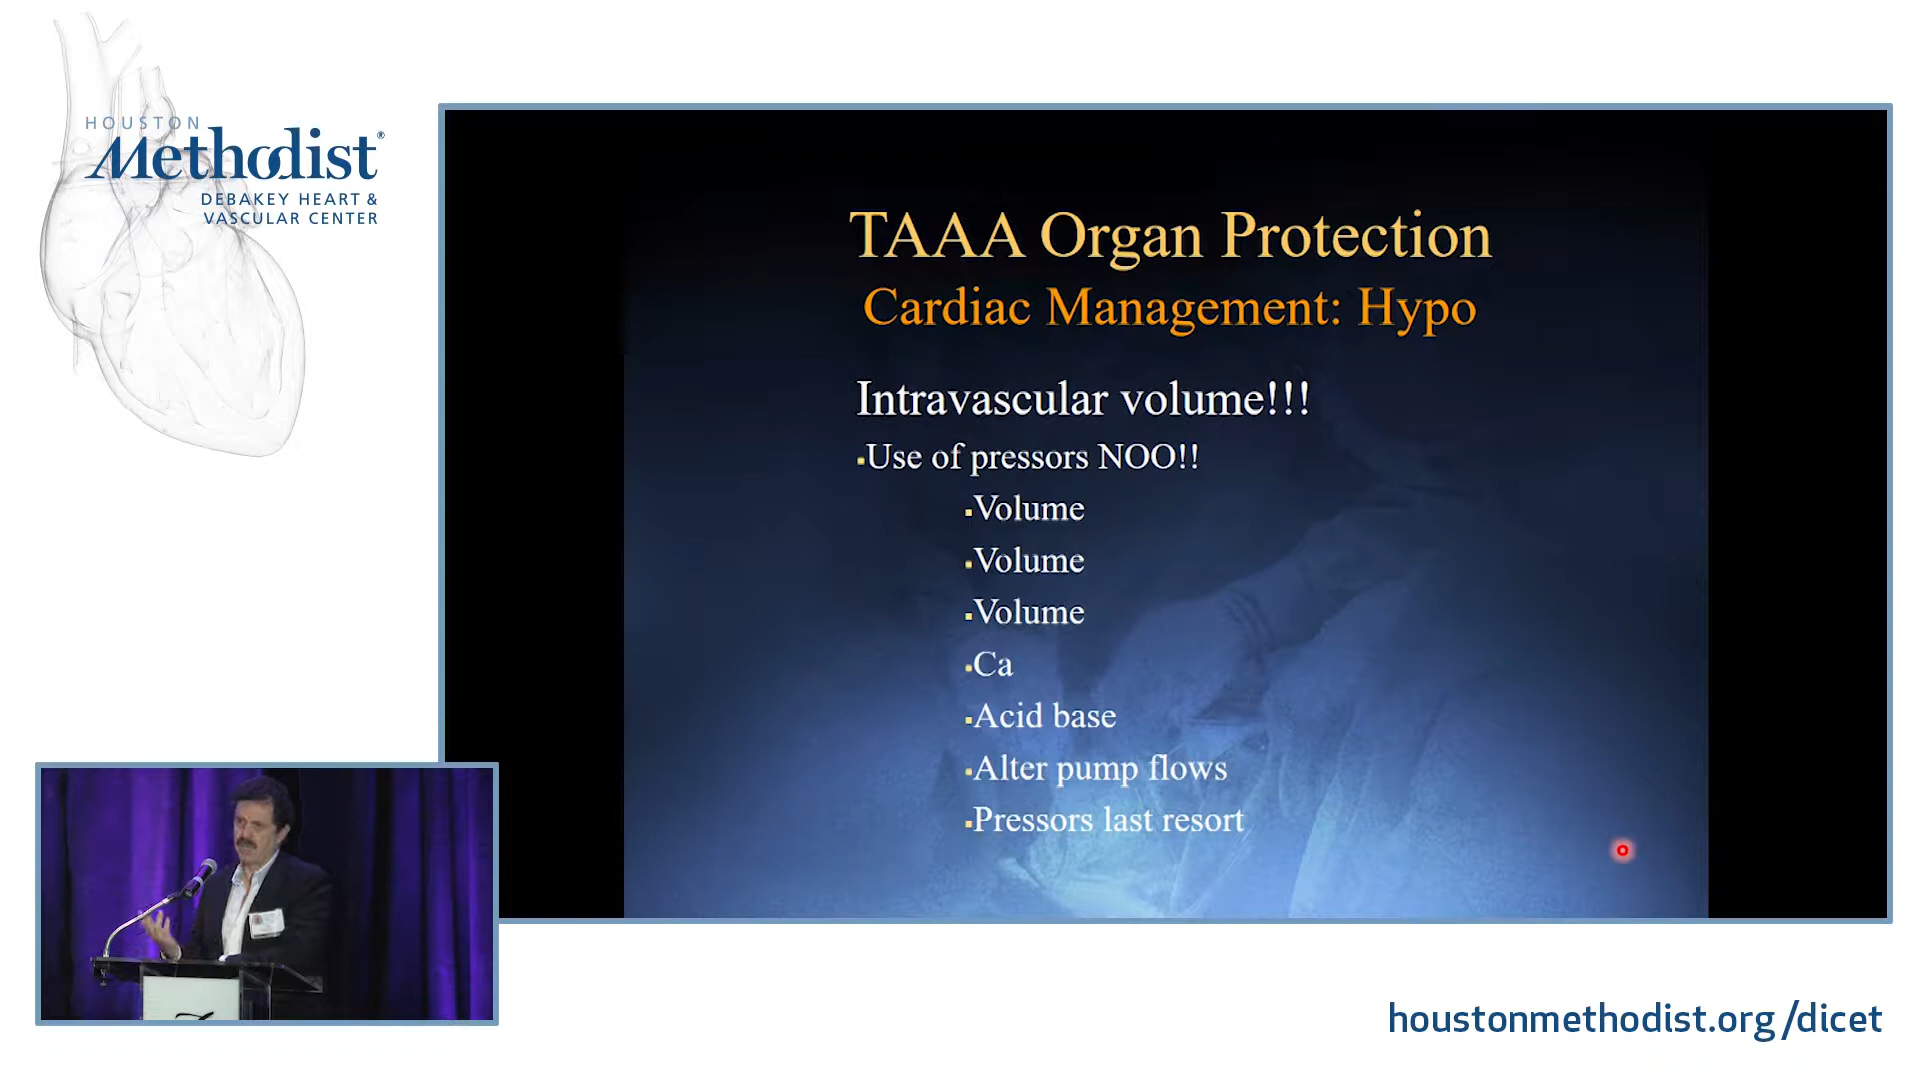 HOUSTON
Methodist®
DEBAKEY HEART &
VASCULAR CENTER
TAAA Organ Protection
Cardiac Management: Hypo
Intravascular volume!!!
▪Use of pressors NOO!!
▪Volume
▪Volume
▪Volume
▪Ca
▪Acid base
▪Alter pump flows
▪Pressors last resort
houstonmethodist.org/dicet